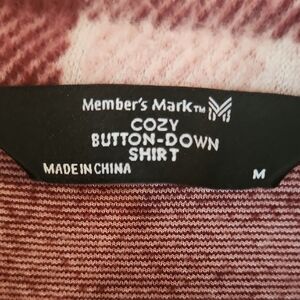 Member's Mark™
COZY
BUTTON-DOWN
SHIRT
MADE IN CHINA M